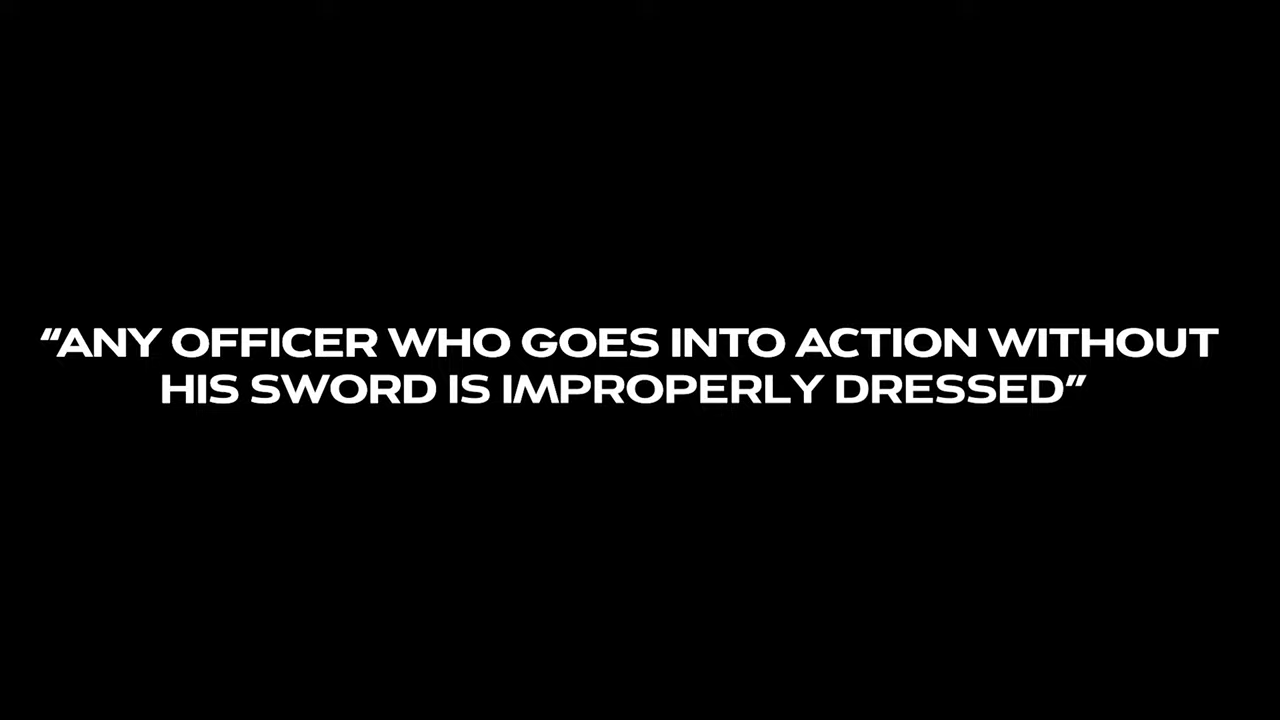 “ANY OFFICER WHO GOES INTO ACTION WITHOUT
HIS SWORD IS IMPROPERLY DRESSED”